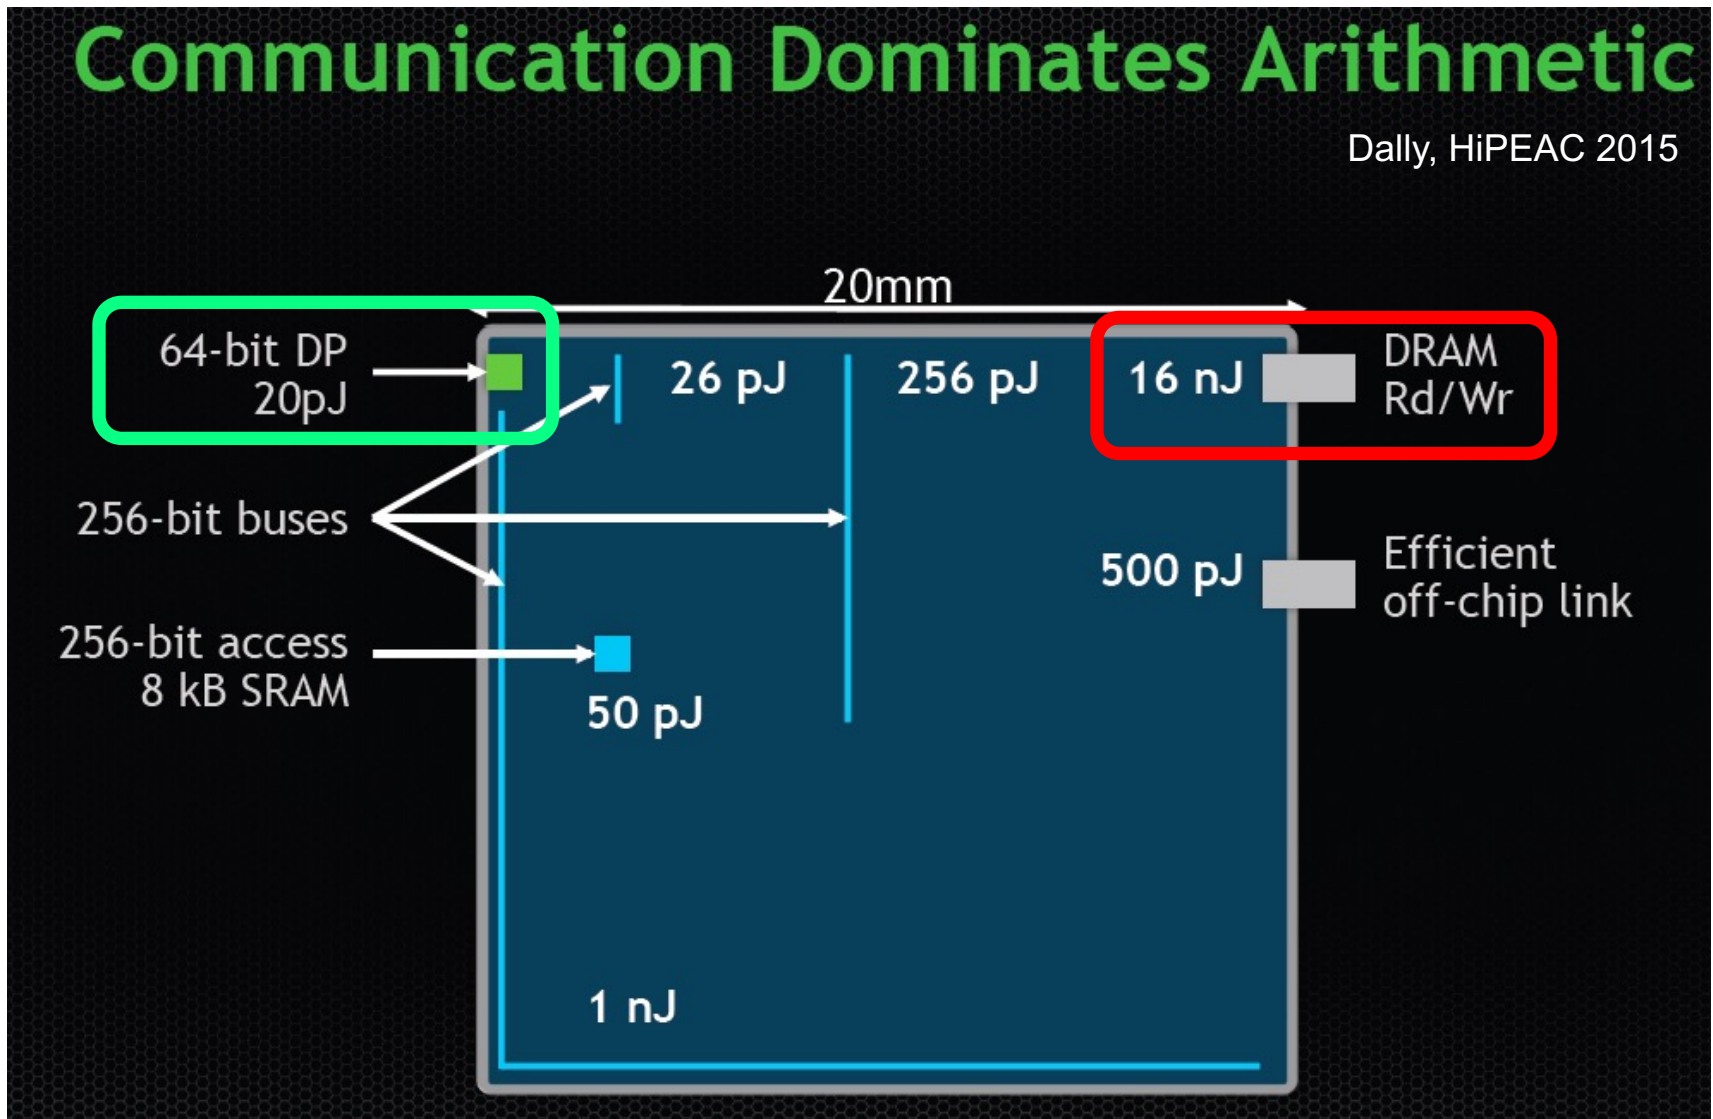 Communication Dominates Arithmetic
Dally, HiPEAC 2015
20mm
64-bit DP
20pJ
26 pJ
256 pJ
16 nJ
DRAM
Rd/Wr
256-bit buses
500 pJ
Efficient
off-chip link
256-bit access
8 kB SRAM
50 pJ
1 nJ